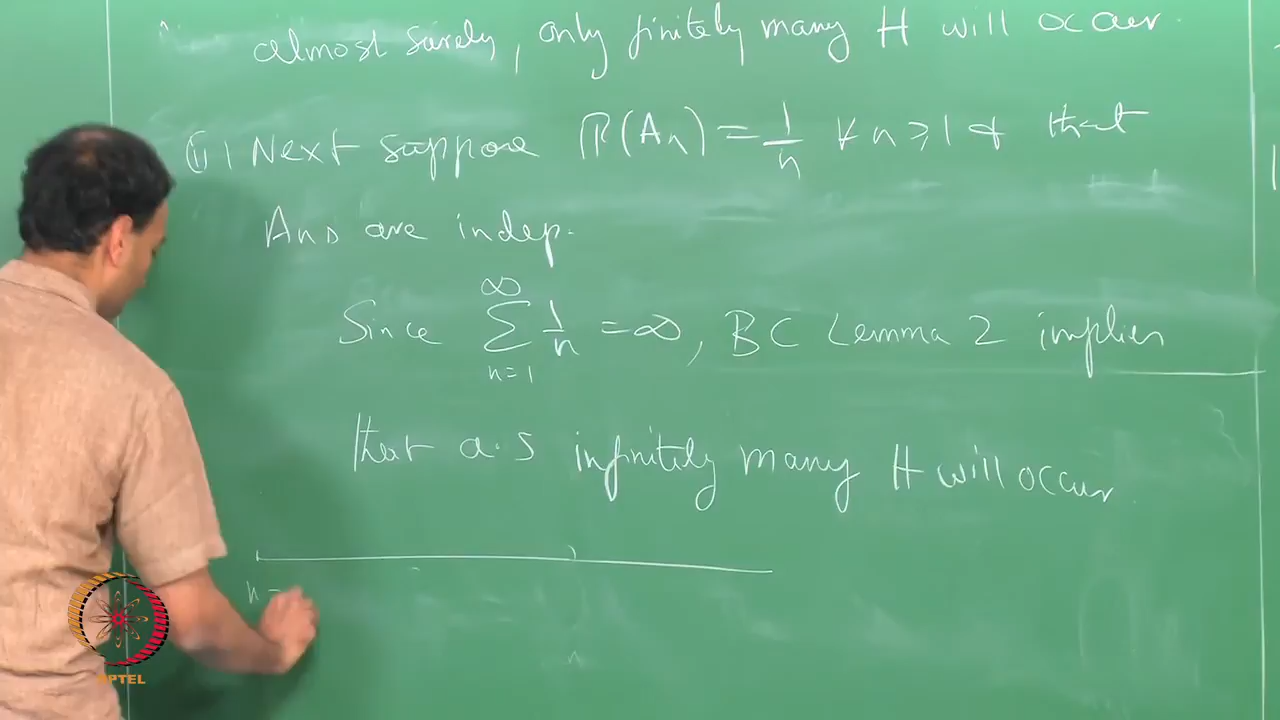 almost surely, only finitely many H will occur.
(ii) Next suppose ℙ(Aₙ) = 1/n ∀ n ≥ 1 & that
Ans are indep.
Since ∑_{n=1}^{∞} 1/n = ∞, BC Lemma 2 implies
that a.s infinitely many H will occur
n =
NPTEL